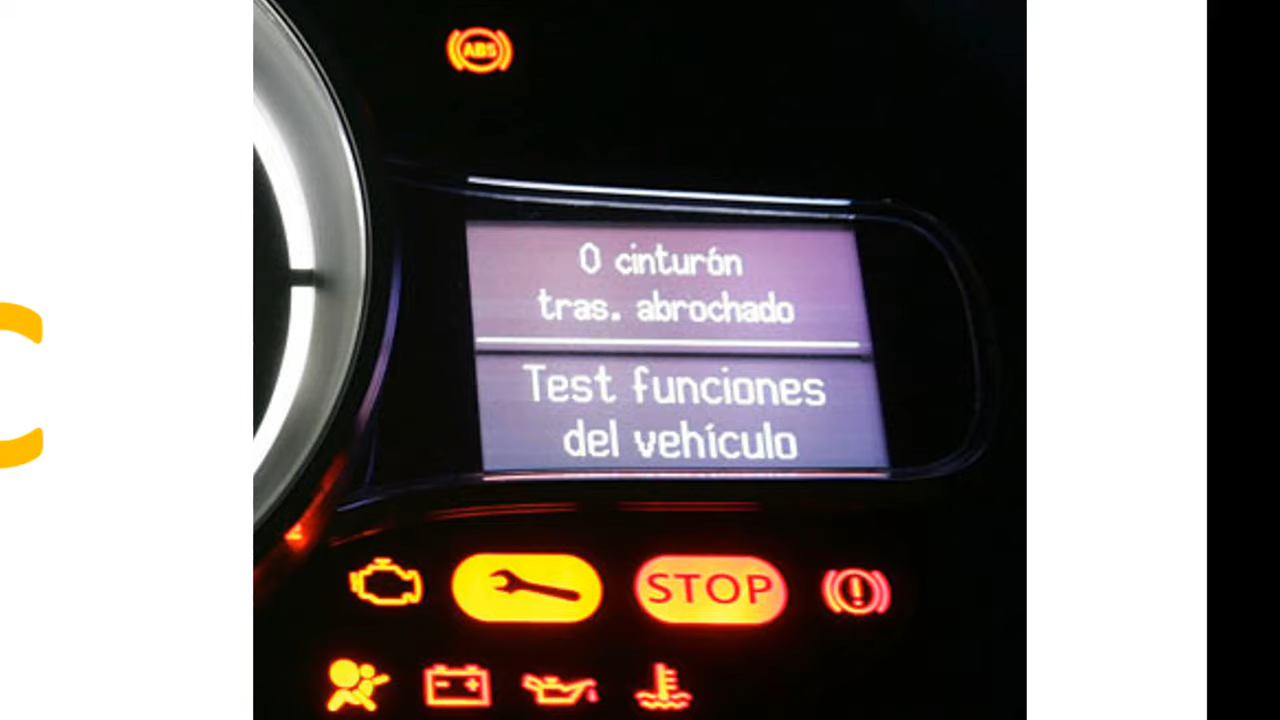 ABS
0 cinturón
tras. abrochado
Test funciones
del vehículo
STOP